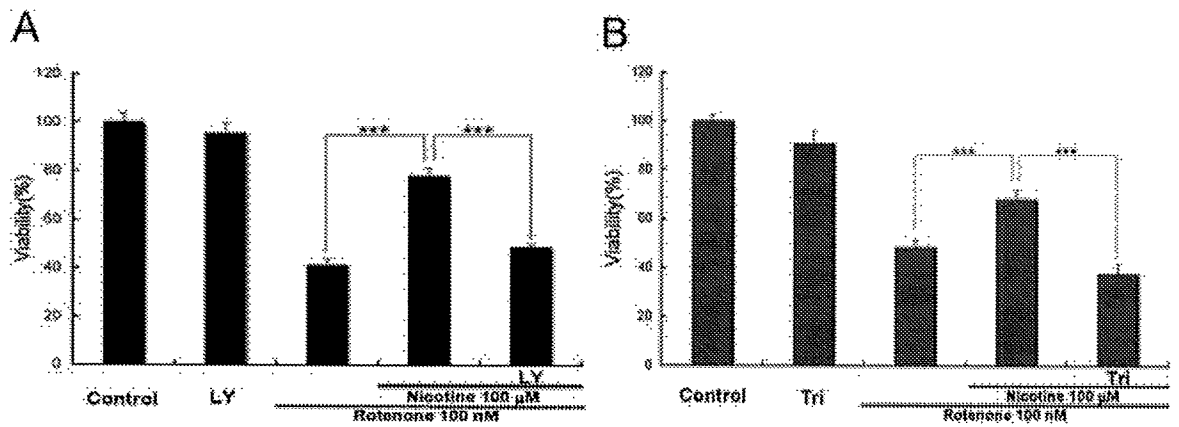 A
Viability(%)
120
100
80
60
40
20
0
*** ***
Control LY
LY
Nicotine 100 μM
Rotenone 100 nM
B
Viability(%)
120
100
80
60
40
20
0
*** ***
Control Tri
Tri
Nicotine 100 μM
Rotenone 100 nM